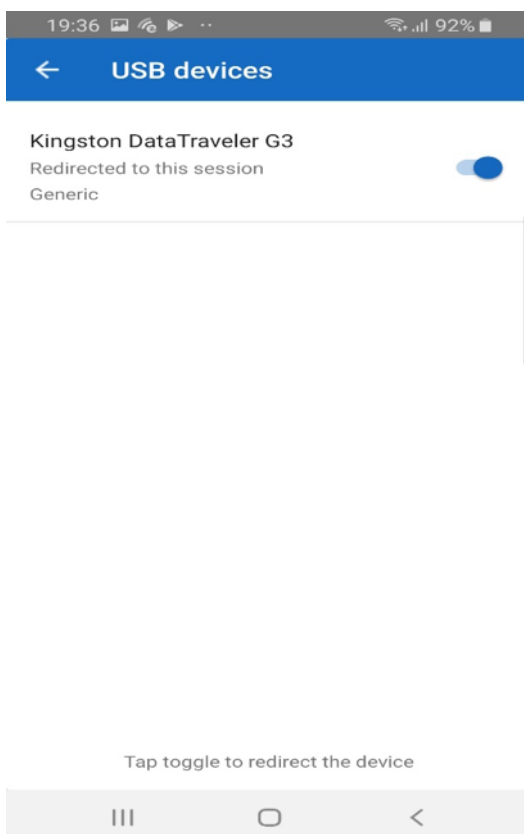 19:36 92%
USB devices
Kingston DataTraveler G3
Redirected to this session
Generic
Tap toggle to redirect the device